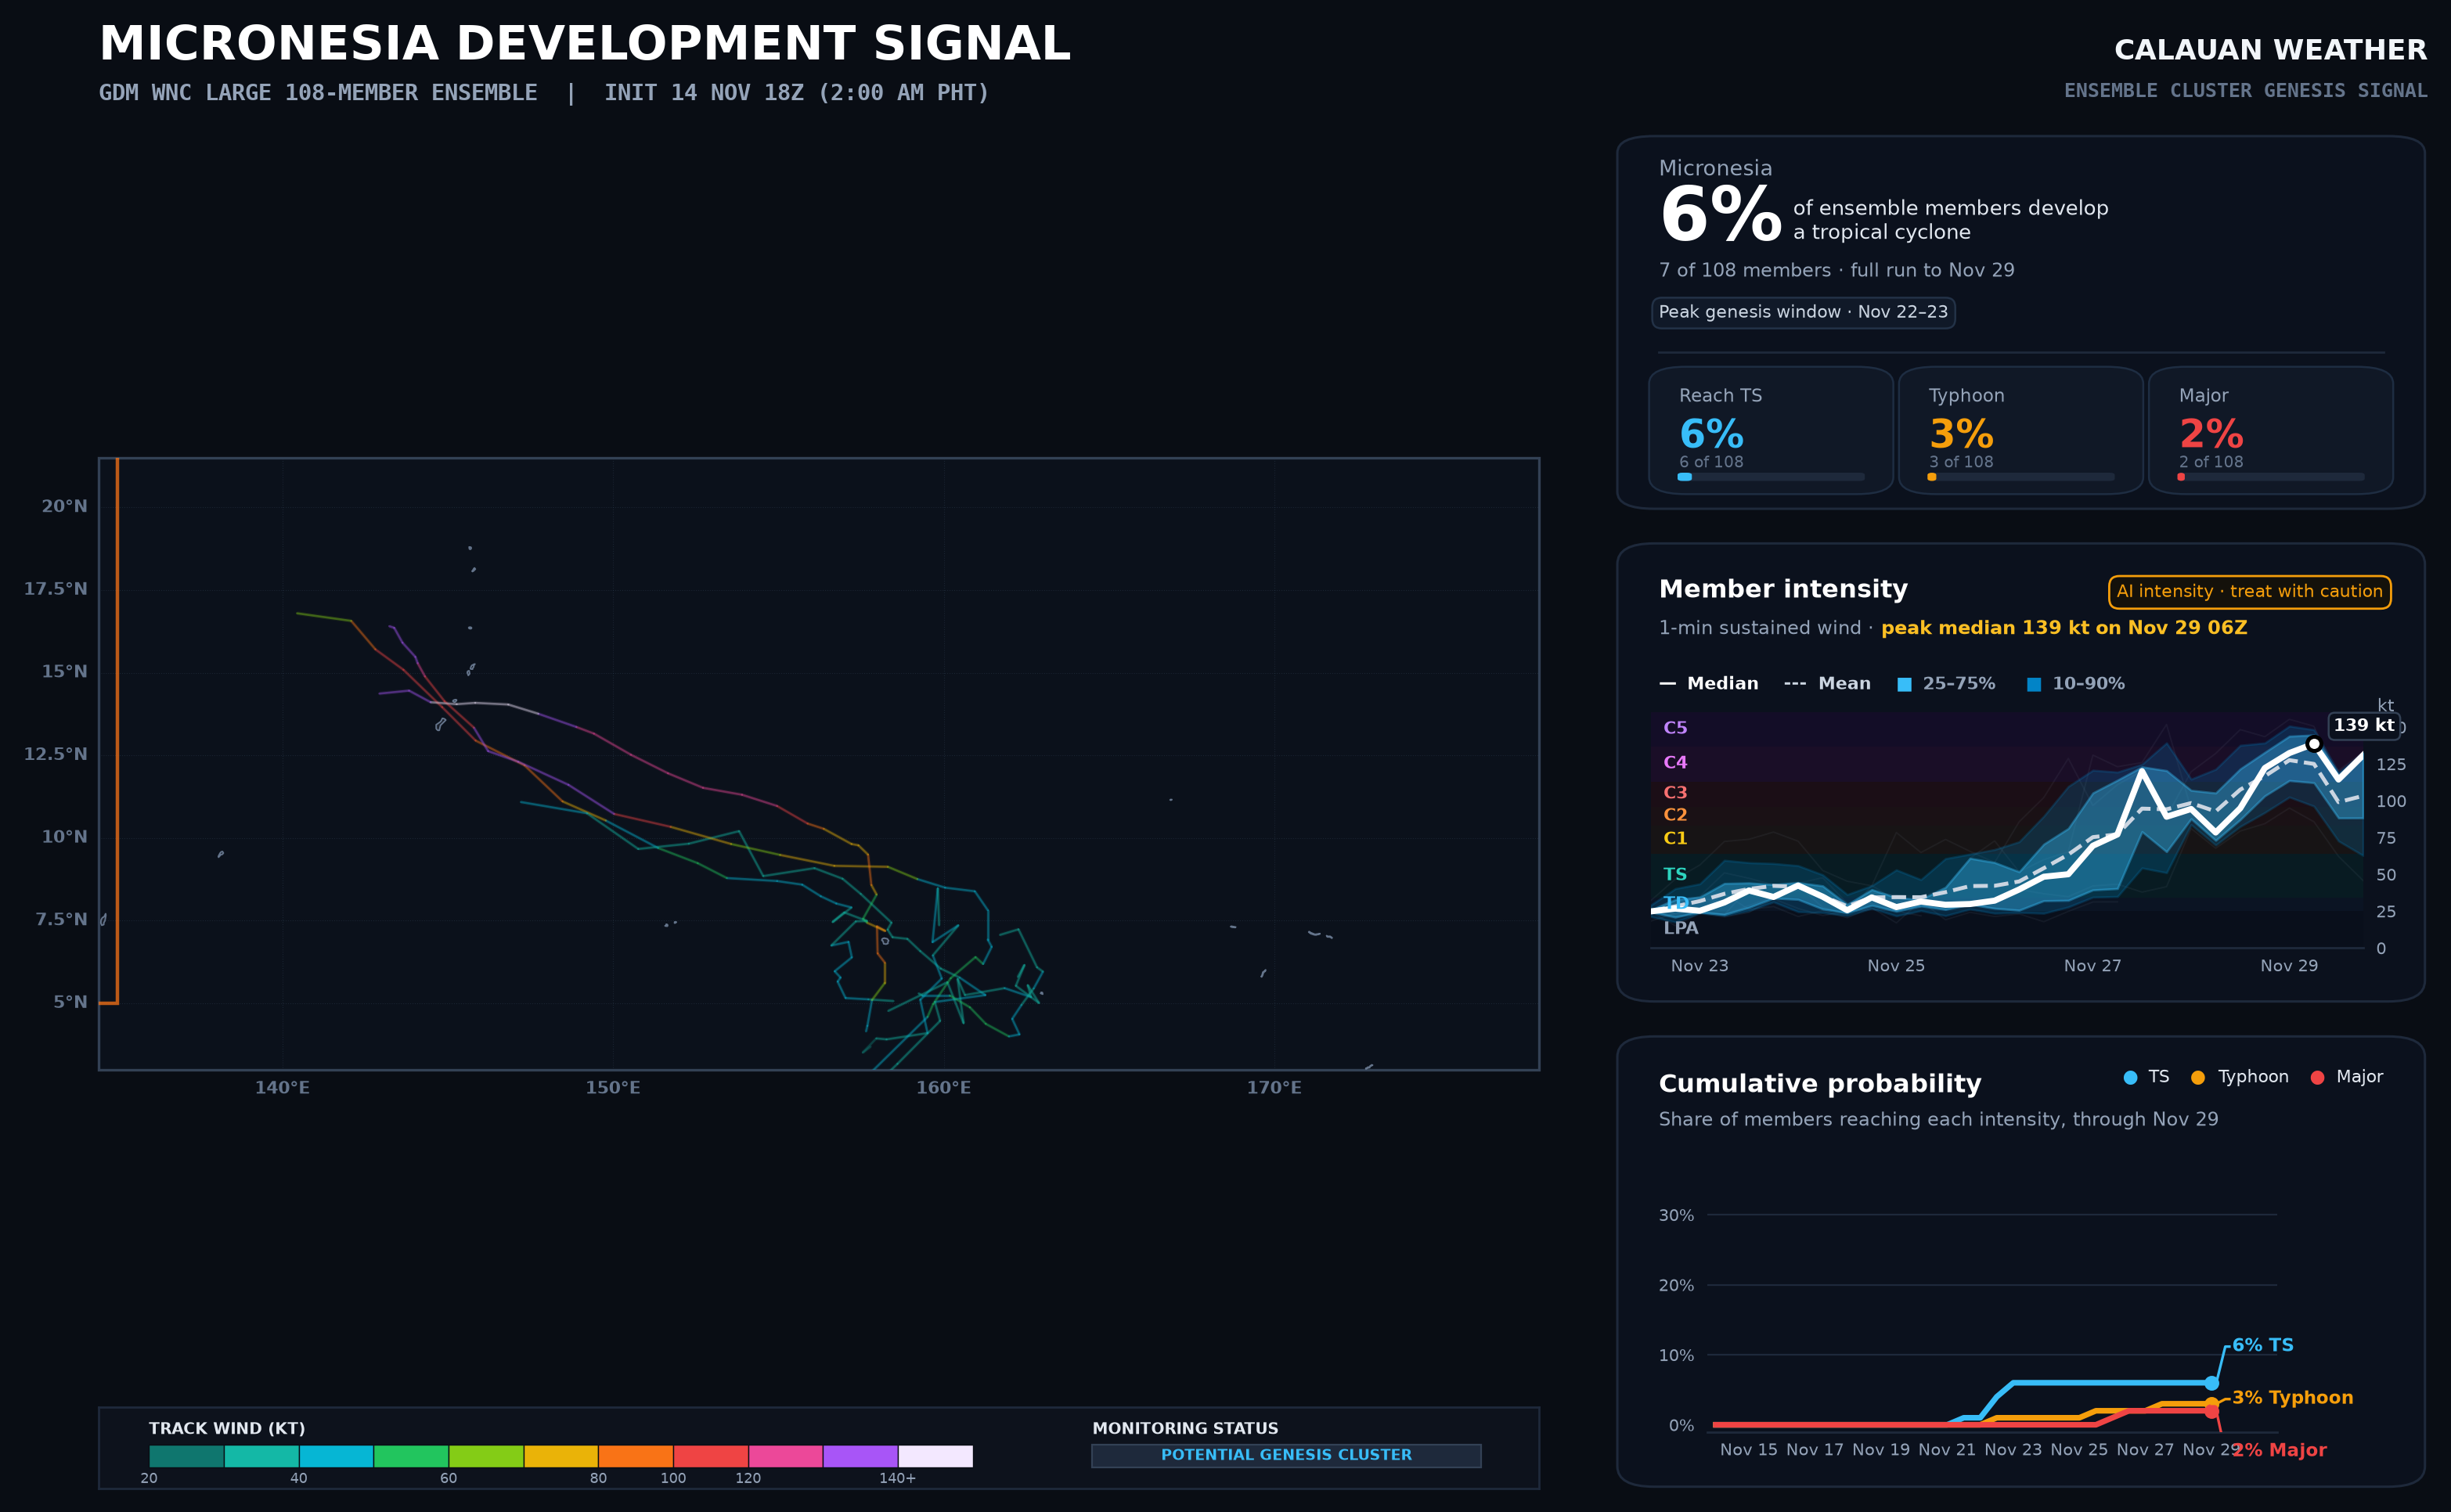 MICRONESIA DEVELOPMENT SIGNAL
GDM WNC LARGE 108-MEMBER ENSEMBLE | INIT 14 NOV 18Z (2:00 AM PHT)
CALAUAN WEATHER
ENSEMBLE CLUSTER GENESIS SIGNAL
20°N
17.5°N
15°N
12.5°N
10°N
7.5°N
5°N
140°E 150°E 160°E 170°E
TRACK WIND (KT)
20 40 60 80 100 120 140+
MONITORING STATUS
POTENTIAL GENESIS CLUSTER
Micronesia
6% of ensemble members develop
a tropical cyclone
7 of 108 members · full run to Nov 29
Peak genesis window · Nov 22–23
Reach TS
6%
6 of 108
Typhoon
3%
3 of 108
Major
2%
2 of 108
Member intensity
AI intensity · treat with caution
1-min sustained wind · peak median 139 kt on Nov 29 06Z
Median Mean 25–75% 10–90%
kt
139 kt
C5
C4
C3
C2
C1
TS
TD
LPA
125
100
75
50
25
0
Nov 23 Nov 25 Nov 27 Nov 29
Cumulative probability
TS Typhoon Major
Share of members reaching each intensity, through Nov 29
30%
20%
10%
0%
6% TS
3% Typhoon
2% Major
Nov 15 Nov 17 Nov 19 Nov 21 Nov 23 Nov 25 Nov 27 Nov 29